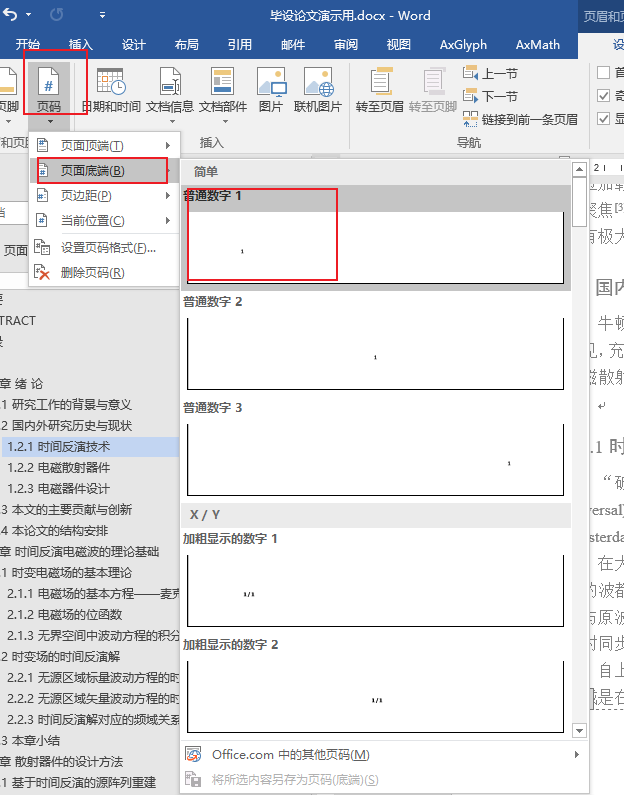 毕设论文演示用.docx - Word
页眉和页
开始 插入 设计 布局 引用 邮件 审阅 视图 AxGlyph AxMath 设
页脚 页码 日期和时间 文档信息 文档部件 图片 联机图片 转至页眉 转至页脚
上一节
下一节
链接到前一条页眉
首
奇
显
插入 导航
页面顶端(T)
页面底端(B)
页边距(P)
当前位置(C)
设置页码格式(F)...
删除页码(R)
页面
TRACT
章 绪 论
.1 研究工作的背景与意义
.2 国内外研究历史与现状
1.2.1 时间反演技术
1.2.2 电磁散射器件
1.2.3 电磁器件设计
.3 本文的主要贡献与创新
.4 本论文的结构安排
章 时间反演电磁波的理论基础
.1 时变电磁场的基本理论
2.1.1 电磁场的基本方程——麦克
2.1.2 电磁场的位函数
2.1.3 无界空间中波动方程的积分
.2 时变场的时间反演解
2.2.1 无源区域标量波动方程的时
2.2.2 无源区域矢量波动方程的时
2.2.3 时间反演解对应的频域关系
.3 本章小结
章 散射器件的设计方法
.1 基于时间反演的源阵列重建
简单
普通数字 1
1
普通数字 2
1
普通数字 3
1
X / Y
加粗显示的数字 1
1/1
加粗显示的数字 2
1/1
Office.com 中的其他页码(M)
将所选内容另存为页码(底端)(S)
2
聚焦[3
有极大
国内
牛顿
见，充
磁散射
.1 时
“破
versal)
sterda
在大
的波都
与原波
时同步
自上
域是在